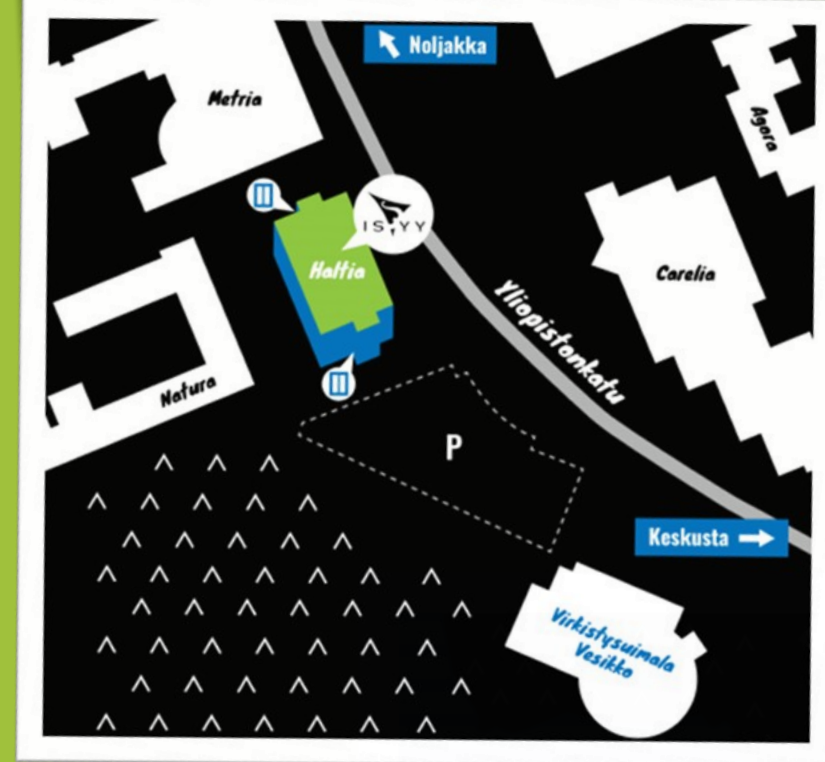 Noljakka
Metria
Agora
ISYY
Haltia
Carelia
Yliopistonkatu
Natura
P
Keskusta
Virkistysuimala
Vesikko